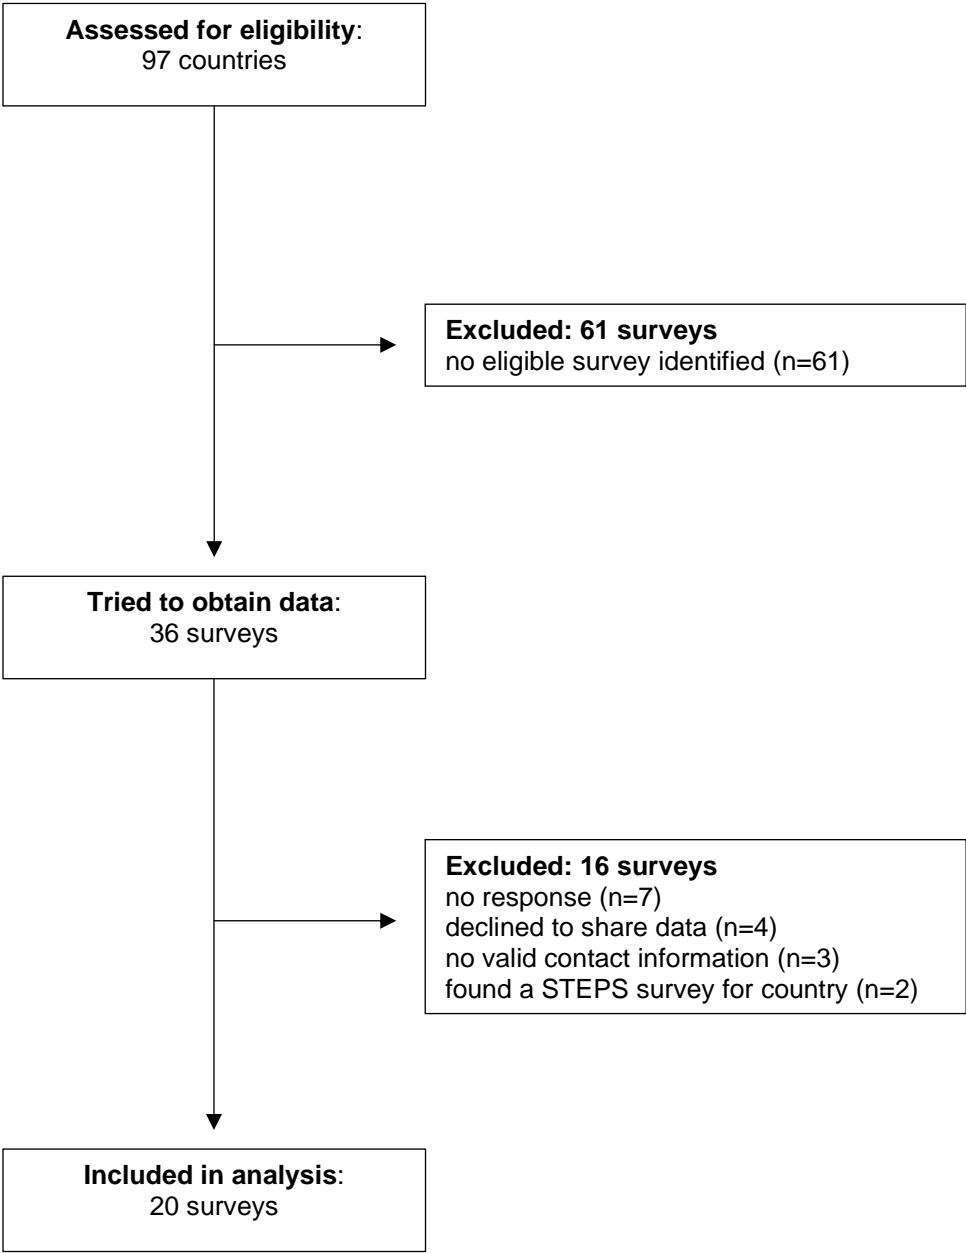 Assessed for eligibility:
97 countries
Excluded: 61 surveys
no eligible survey identified (n=61)
Tried to obtain data:
36 surveys
Excluded: 16 surveys
no response (n=7)
declined to share data (n=4)
no valid contact information (n=3)
found a STEPS survey for country (n=2)
Included in analysis:
20 surveys